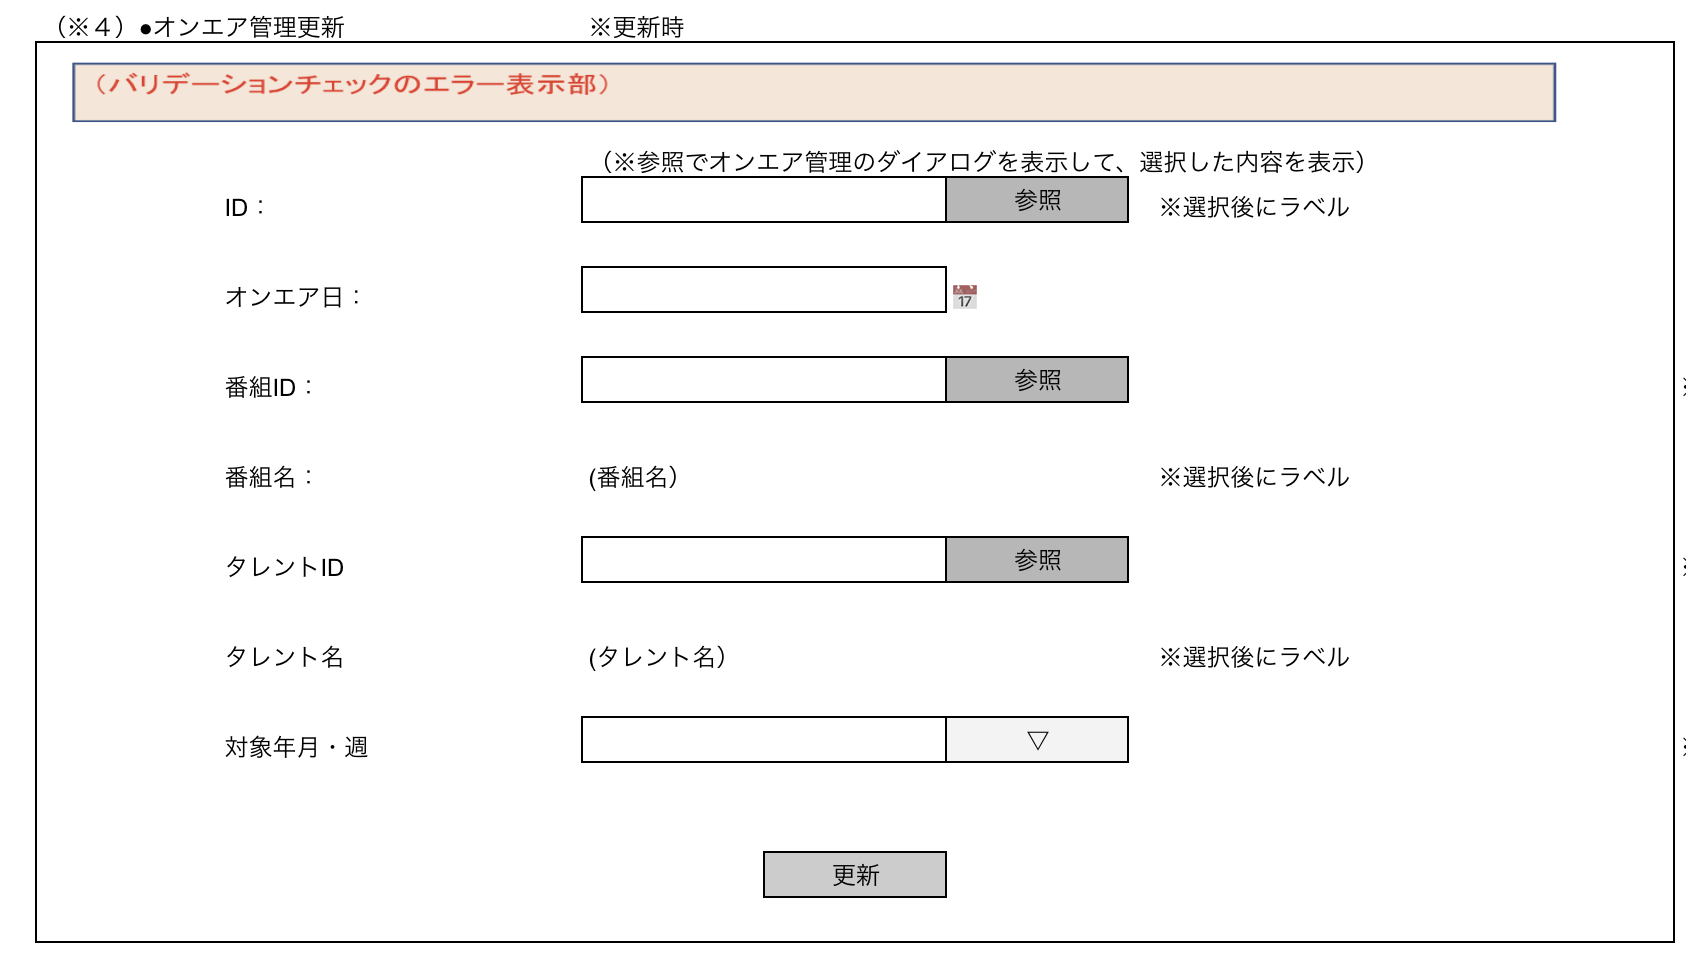 （※４）●オンエア管理更新 ※更新時
（バリデーションチェックのエラー表示部）
（※参照でオンエア管理のダイアログを表示して、選択した内容を表示）
ID： 参照 ※選択後にラベル
オンエア日： 17
番組ID： 参照
番組名： (番組名） ※選択後にラベル
タレントID 参照
タレント名 (タレント名） ※選択後にラベル
対象年月・週 ▽
更新